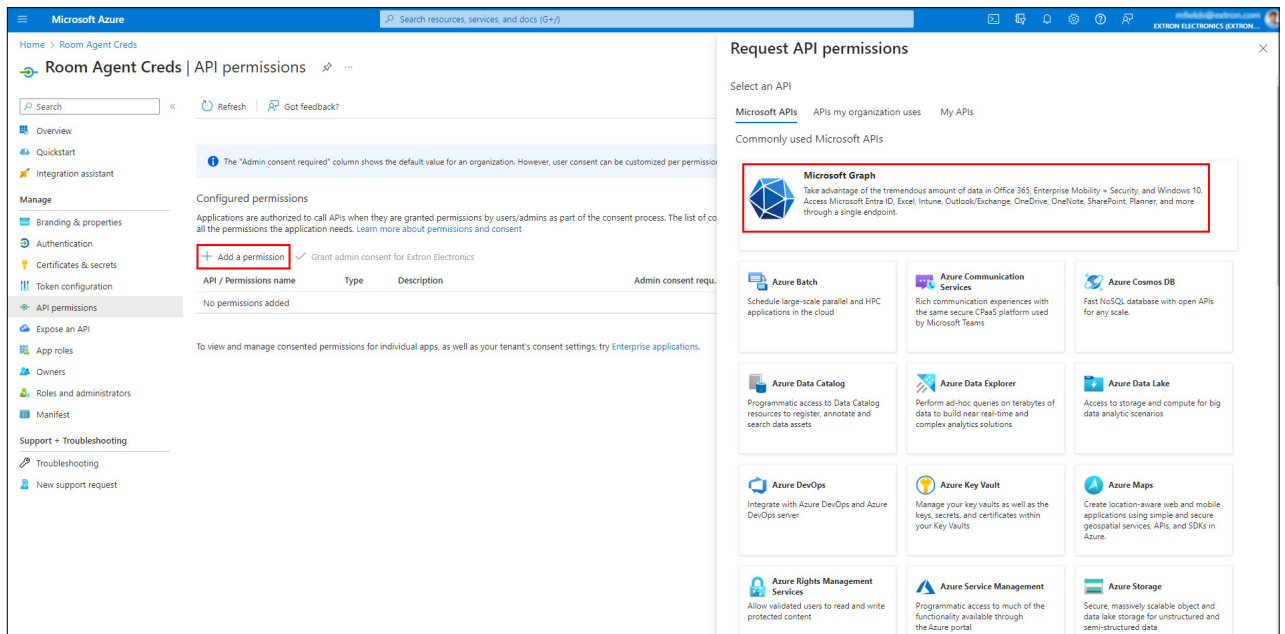 Microsoft Azure
Search resources, services, and docs (G+/)
EXTRON ELECTRONICS (EXTRON....
Home > Room Agent Creds
Room Agent Creds | API permissions
Search
Refresh
Got feedback?
Overview
Quickstart
Integration assistant
Manage
Branding & properties
Authentication
Certificates & secrets
Token configuration
API permissions
Expose an API
App roles
Owners
Roles and administrators
Manifest
Support + Troubleshooting
Troubleshooting
New support request
The "Admin consent required" column shows the default value for an organization. However, user consent can be customized per permission
Configured permissions
Applications are authorized to call APIs when they are granted permissions by users/admins as part of the consent process. The list of co
all the permissions the application needs. Learn more about permissions and consent
Add a permission
Grant admin consent for Extron Electronics
API / Permissions name Type Description Admin consent requ.
No permissions added
To view and manage consented permissions for individual apps, as well as your tenant's consent settings, try Enterprise applications.
Request API permissions
Select an API
Microsoft APIs APIs my organization uses My APIs
Commonly used Microsoft APIs
Microsoft Graph
Take advantage of the tremendous amount of data in Office 365, Enterprise Mobility + Security, and Windows 10.
Access Microsoft Entra ID, Excel, Intune, Outlook/Exchange, OneDrive, OneNote, SharePoint, Planner, and more
through a single endpoint.
Azure Batch
Schedule large-scale parallel and HPC
applications in the cloud
Azure Communication
Services
Rich communication experiences with
the same secure CPaaS platform used
by Microsoft Teams
Azure Cosmos DB
Fast NoSQL database with open APIs
for any scale.
Azure Data Catalog
Programmatic access to Data Catalog
resources to register, annotate and
search data assets
Azure Data Explorer
Perform ad-hoc queries on terabytes of
data to build near real-time and
complex analytics solutions
Azure Data Lake
Access to storage and compute for big
data analytic scenarios
Azure DevOps
Integrate with Azure DevOps and Azure
DevOps server
Azure Key Vault
Manage your key vaults as well as the
keys, secrets, and certificates within
your Key Vaults
Azure Maps
Create location-aware web and mobile
applications using simple and secure
geospatial services, APIs, and SDKs in
Azure.
Azure Rights Management
Services
Allow validated users to read and write
protected content
Azure Service Management
Programmatic access to much of the
functionality available through
the Azure portal
Azure Storage
Secure, massively scalable object and
data lake storage for unstructured and
semi-structured data